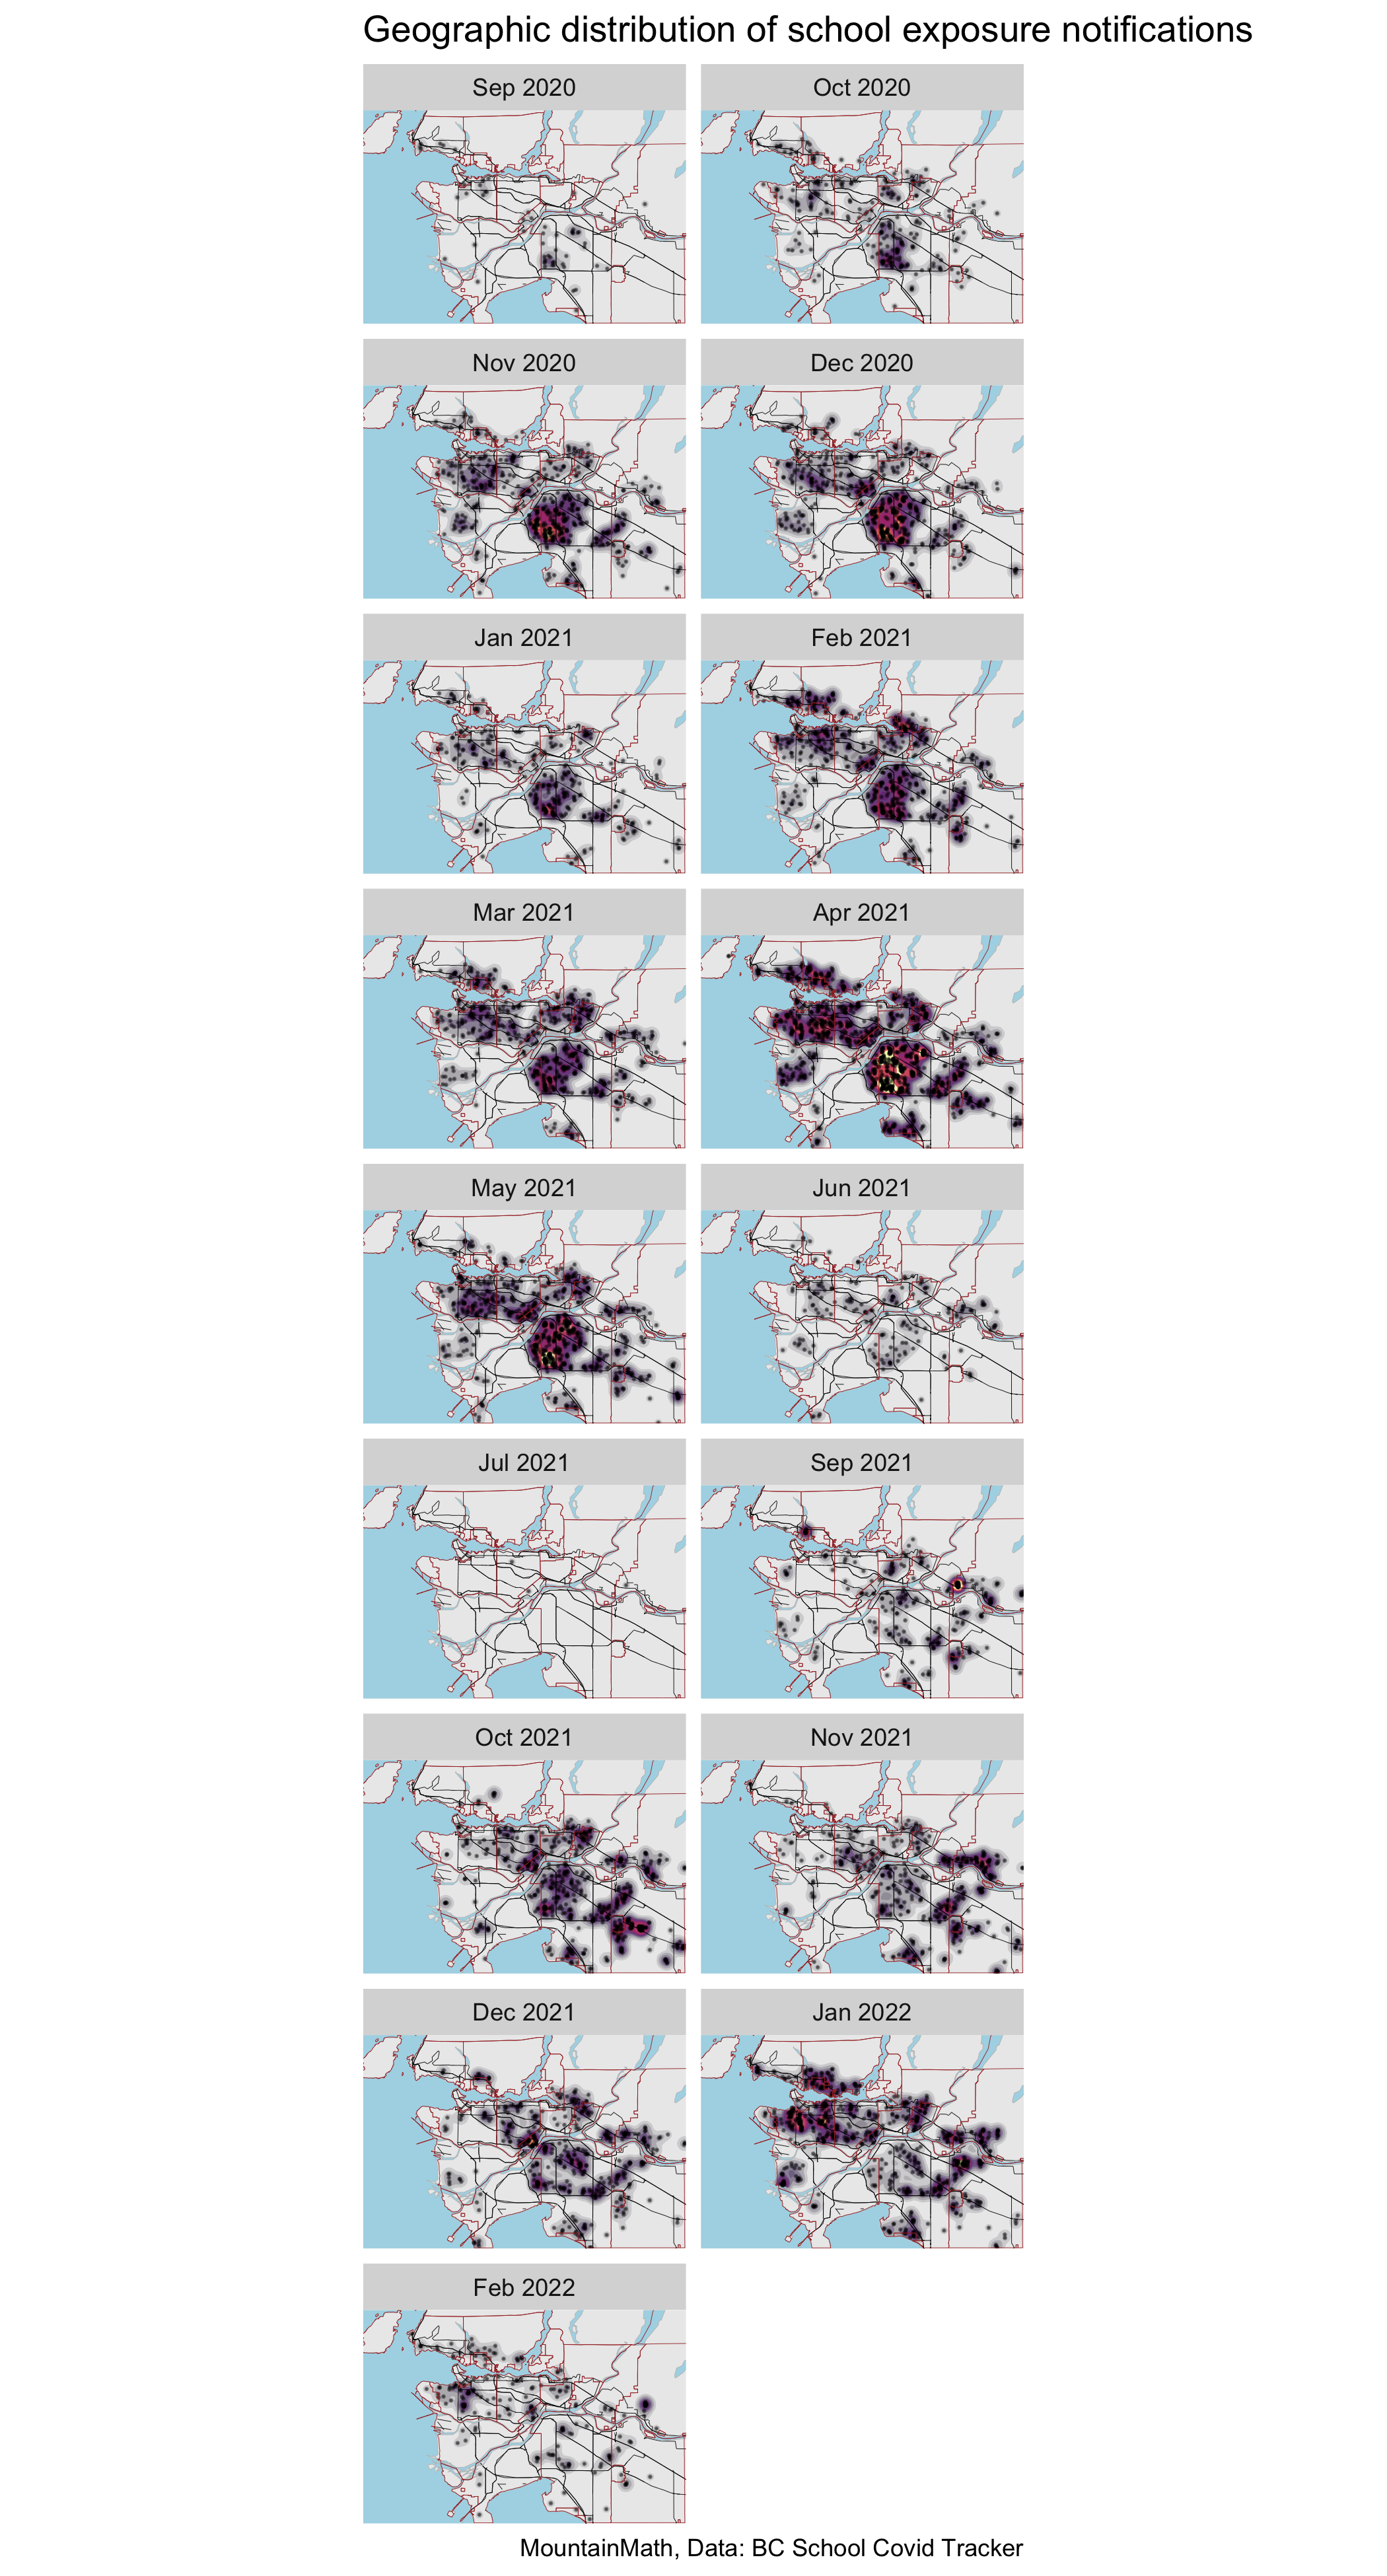 Geographic distribution of school exposure notifications
Sep 2020
Oct 2020
Nov 2020
Dec 2020
Jan 2021
Feb 2021
Mar 2021
Apr 2021
May 2021
Jun 2021
Jul 2021
Sep 2021
Oct 2021
Nov 2021
Dec 2021
Jan 2022
Feb 2022
MountainMath, Data: BC School Covid Tracker